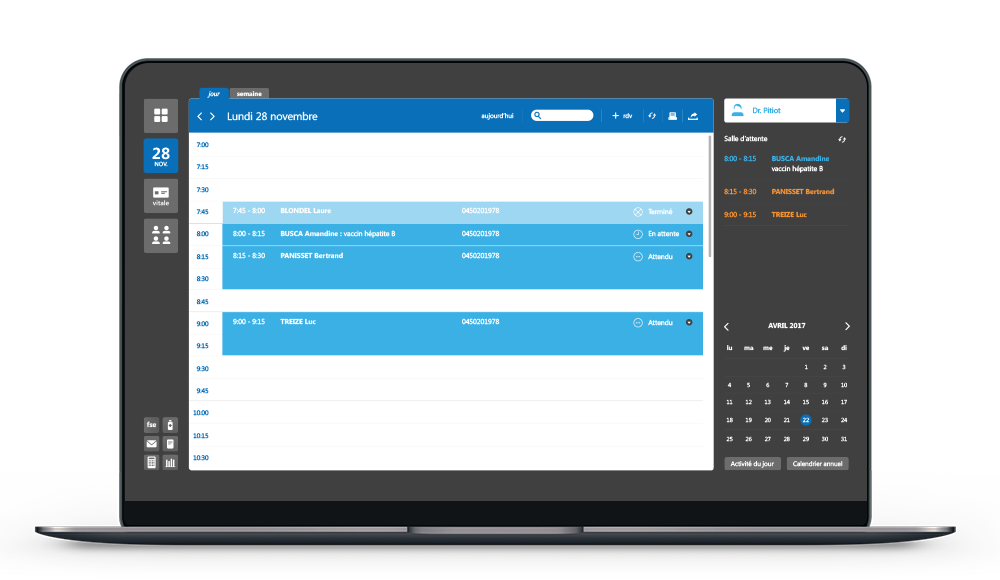 jour semaine
Lundi 28 novembre aujourd'hui + rdv
28
NOV.
vitale
fse
7:00
7:15
7:30
7:45 7:45 - 8:00 BLONDEL Laure 0450201978 Terminé
8:00 8:00 - 8:15 BUSCA Amandine : vaccin hépatite B 0450201978 En attente
8:15 8:15 - 8:30 PANISSET Bertrand 0450201978 Attendu
8:30
8:45
9:00 9:00 - 9:15 TREIZE Luc 0450201978 Attendu
9:15
9:30
9:45
10:00
10:15
10:30
Dr. Pitiot
Salle d'attente
8:00 - 8:15 BUSCA Amandine
vaccin hépatite B
8:15 - 8:30 PANISSET Bertrand
9:00 - 9:15 TREIZE Luc
AVRIL 2017
lu ma me je ve sa di
1 2 3
4 5 6 7 8 9 10
11 12 13 14 15 16 17
18 19 20 21 22 23 24
25 26 27 28 29 30 31
Activité du jour Calendrier annuel